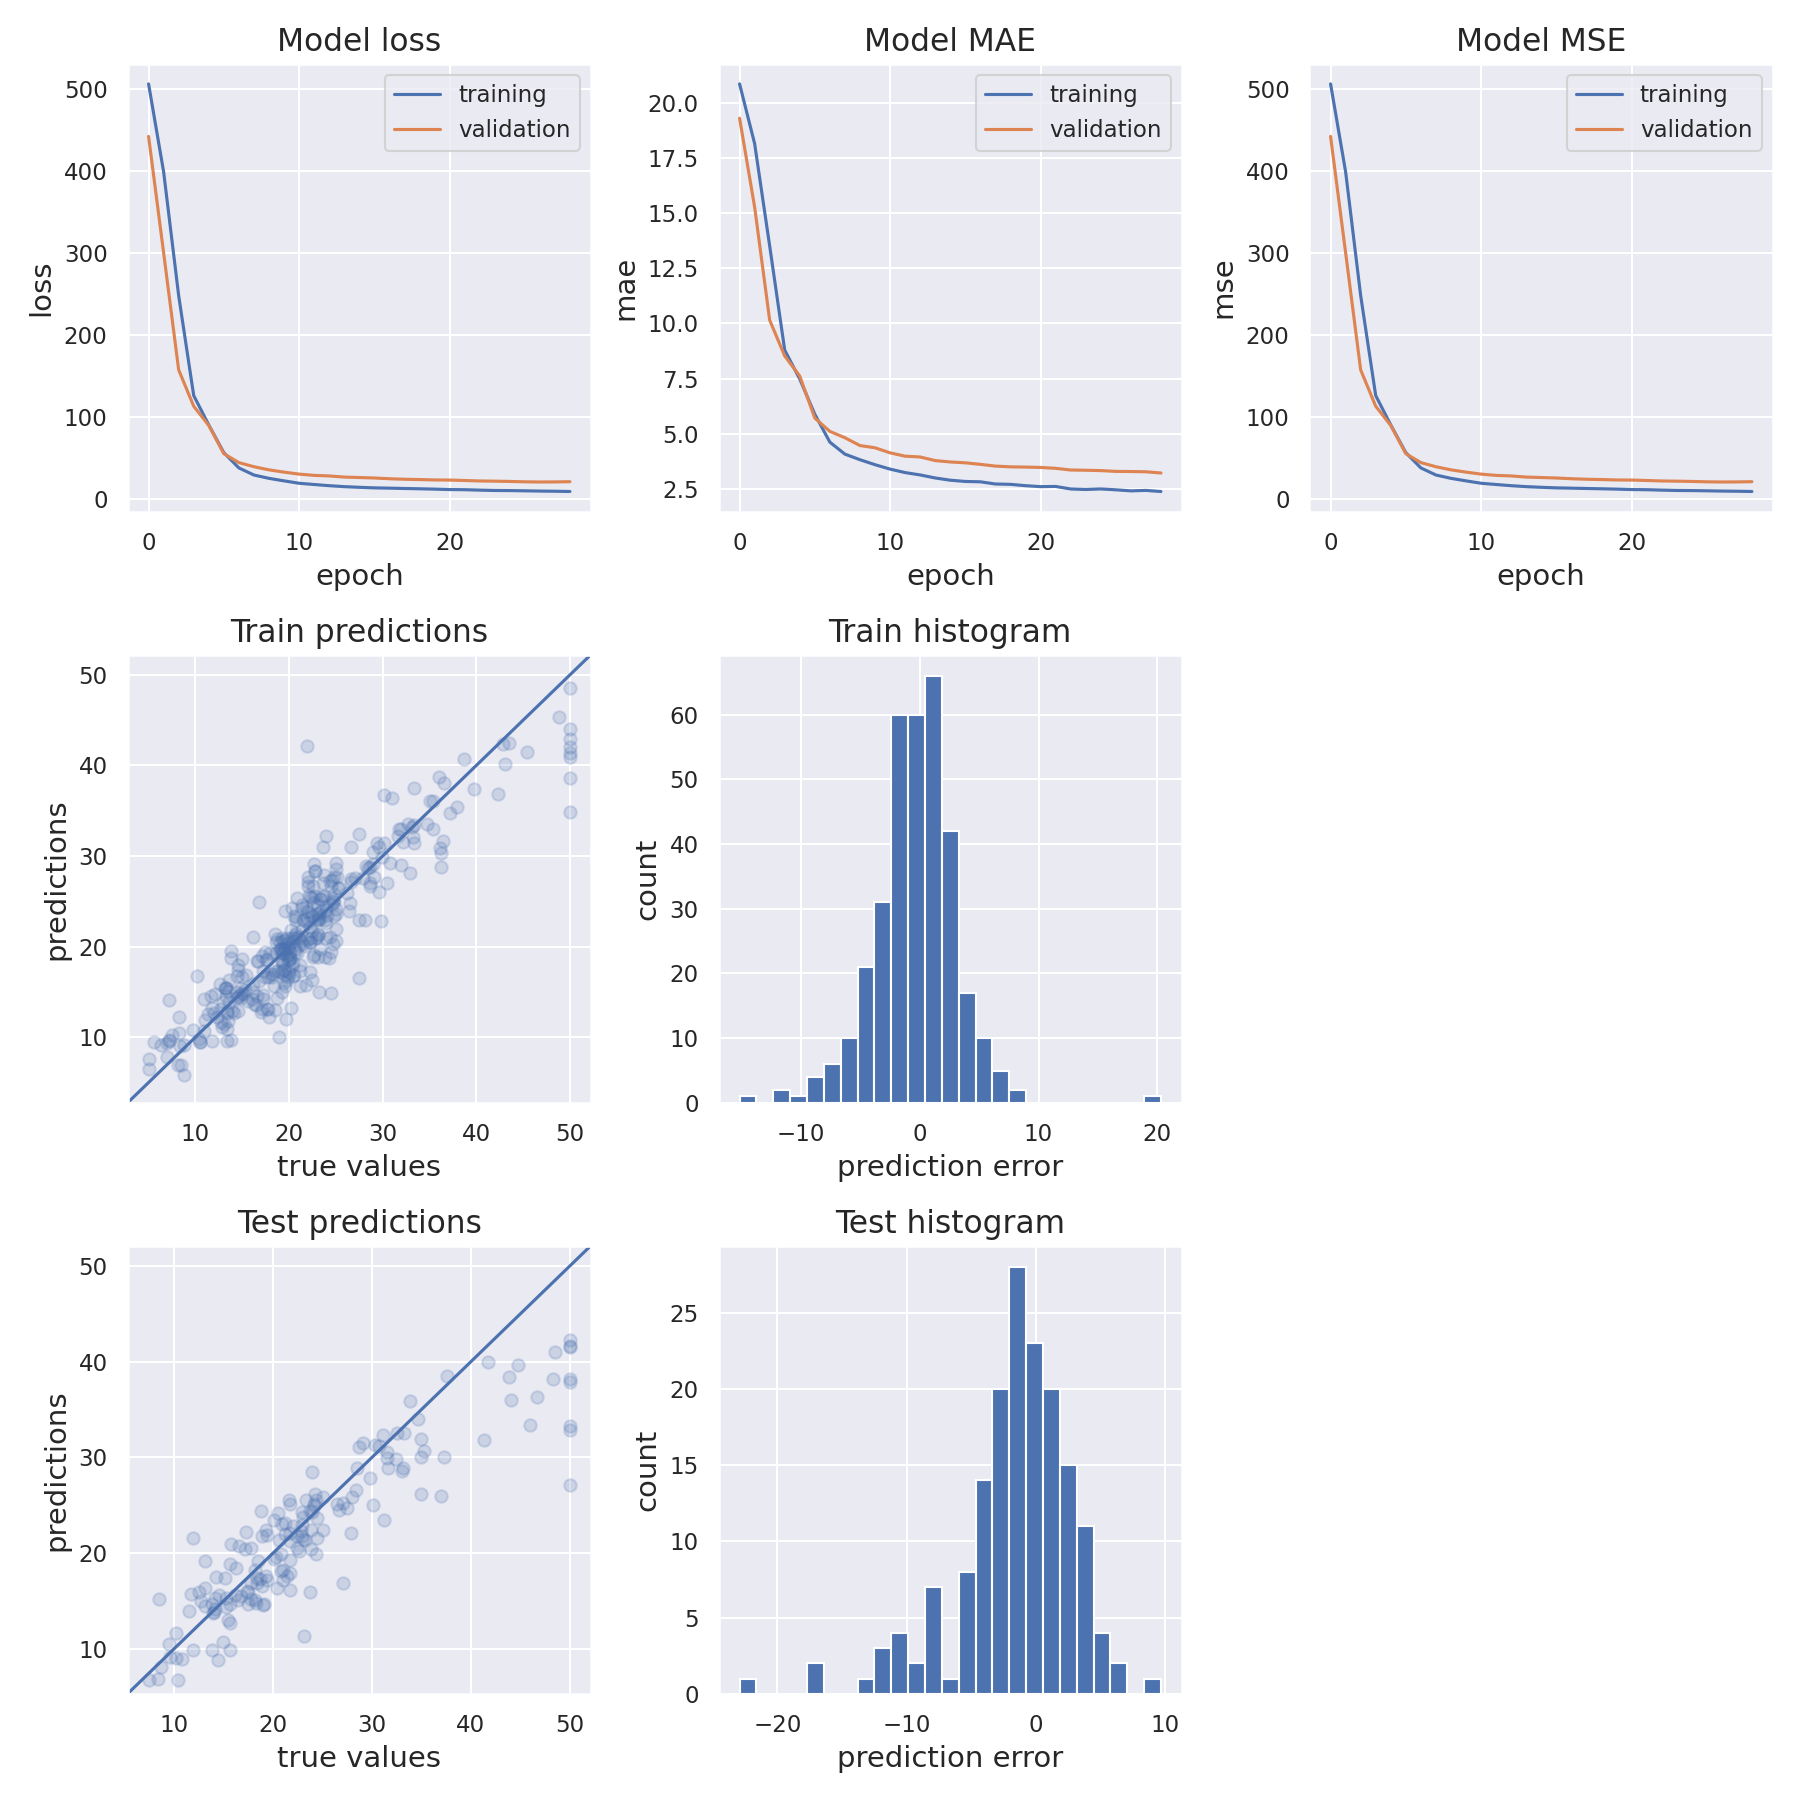 Model loss
500
400
300
200
100
0
loss
training
validation
0 10 20
epoch
Model MAE
20.0
17.5
15.0
12.5
10.0
7.5
5.0
2.5
mae
training
validation
0 10 20
epoch
Model MSE
500
400
300
200
100
0
mse
training
validation
0 10 20
epoch
Train predictions
50
40
30
20
10
predictions
10 20 30 40 50
true values
Train histogram
60
50
40
30
20
10
0
count
−10 0 10 20
prediction error
Test predictions
50
40
30
20
10
predictions
10 20 30 40 50
true values
Test histogram
25
20
15
10
5
0
count
−20 −10 0 10
prediction error